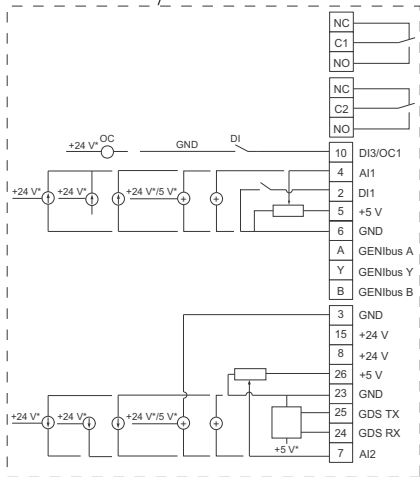 NC
C1
NO
NC
C2
NO
+24 V* OC GND DI 10 DI3/OC1
4 AI1
+24 V* +24 V* +24 V*/5 V* 2 DI1
5 +5 V
6 GND
A GENIbus A
Y GENIbus Y
B GENIbus B
3 GND
15 +24 V
8 +24 V
26 +5 V
23 GND
+24 V* +24 V* +24 V*/5 V* 25 GDS TX
24 GDS RX
+5 V* 7 AI2